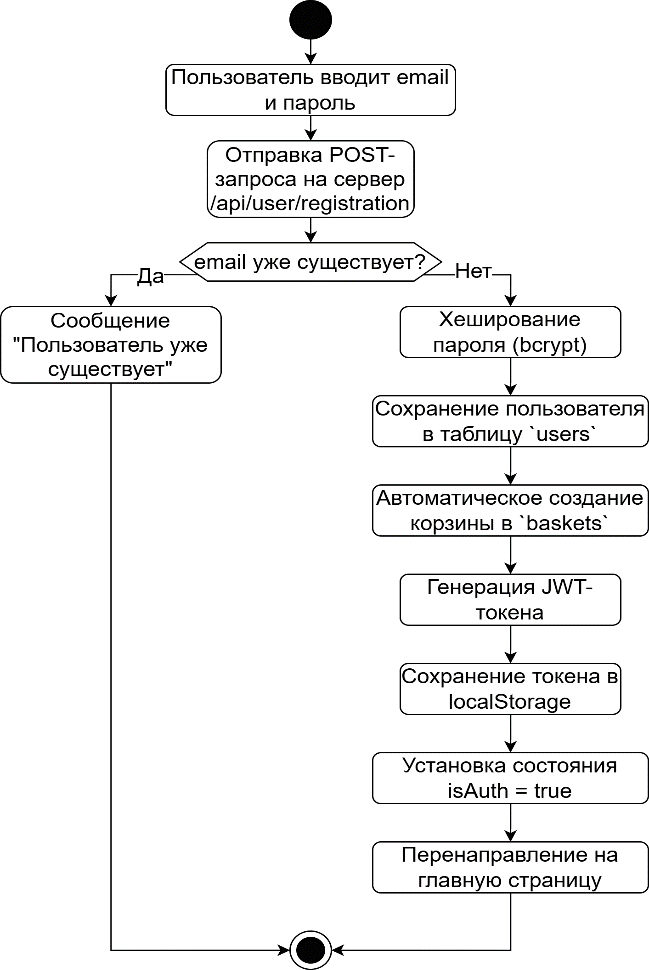 Пользователь вводит email
и пароль
Отправка POST-
запроса на сервер
/api/user/registration
email уже существует?
Да
Нет
Сообщение
"Пользователь уже
существует"
Хеширование
пароля (bcrypt)
Сохранение пользователя
в таблицу `users`
Автоматическое создание
корзины в `baskets`
Генерация JWT-
токена
Сохранение токена в
localStorage
Установка состояния
isAuth = true
Перенаправление на
главную страницу